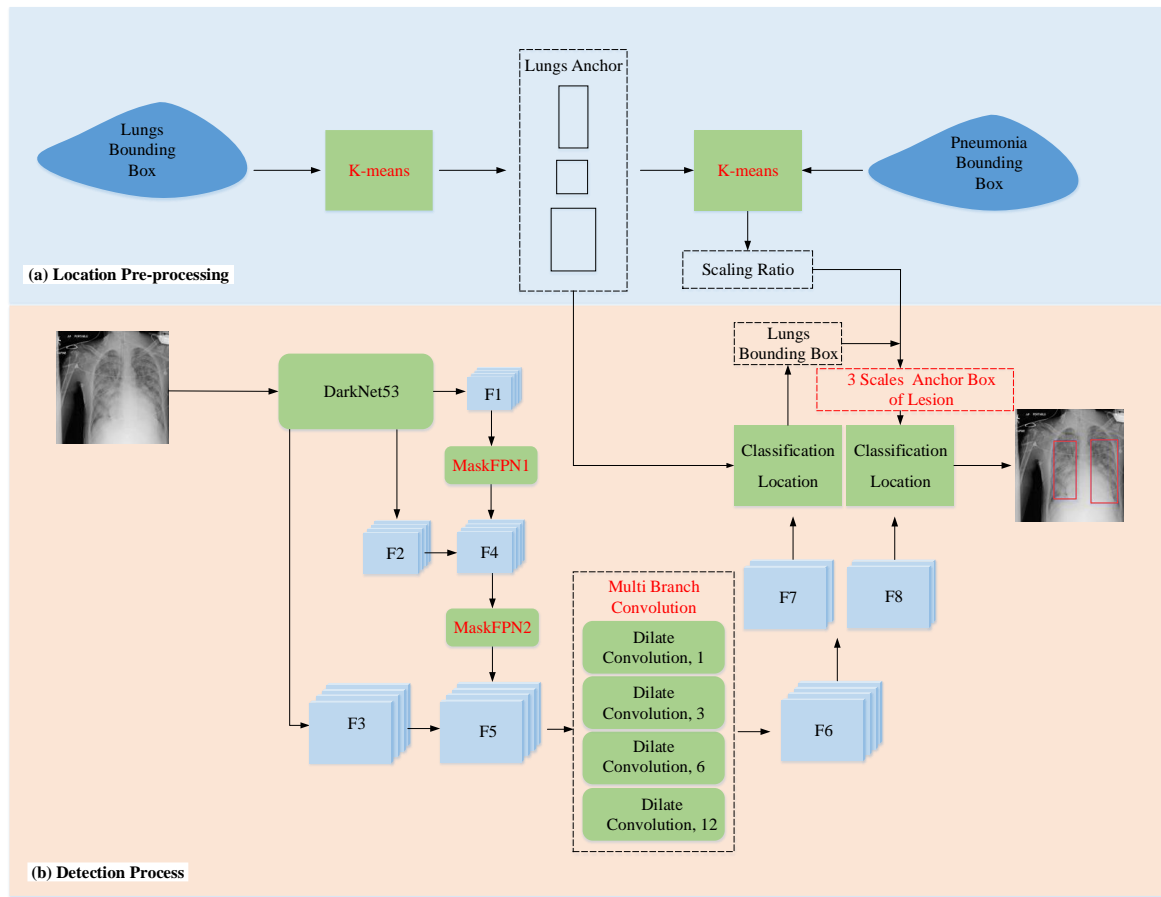 Lungs Anchor
Lungs
Bounding
Box
K-means
K-means
Pneumonia
Bounding
Box
Scaling Ratio
(a) Location Pre-processing
Lungs
Bounding Box
DarkNet53
F1
3 Scales Anchor Box
of Lesion
MaskFPN1
Classification
Location
Classification
Location
F2
F4
F7
F8
Multi Branch
Convolution
MaskFPN2
Dilate
Convolution, 1
Dilate
Convolution, 3
F3
F5
F6
Dilate
Convolution, 6
Dilate
Convolution, 12
(b) Detection Process